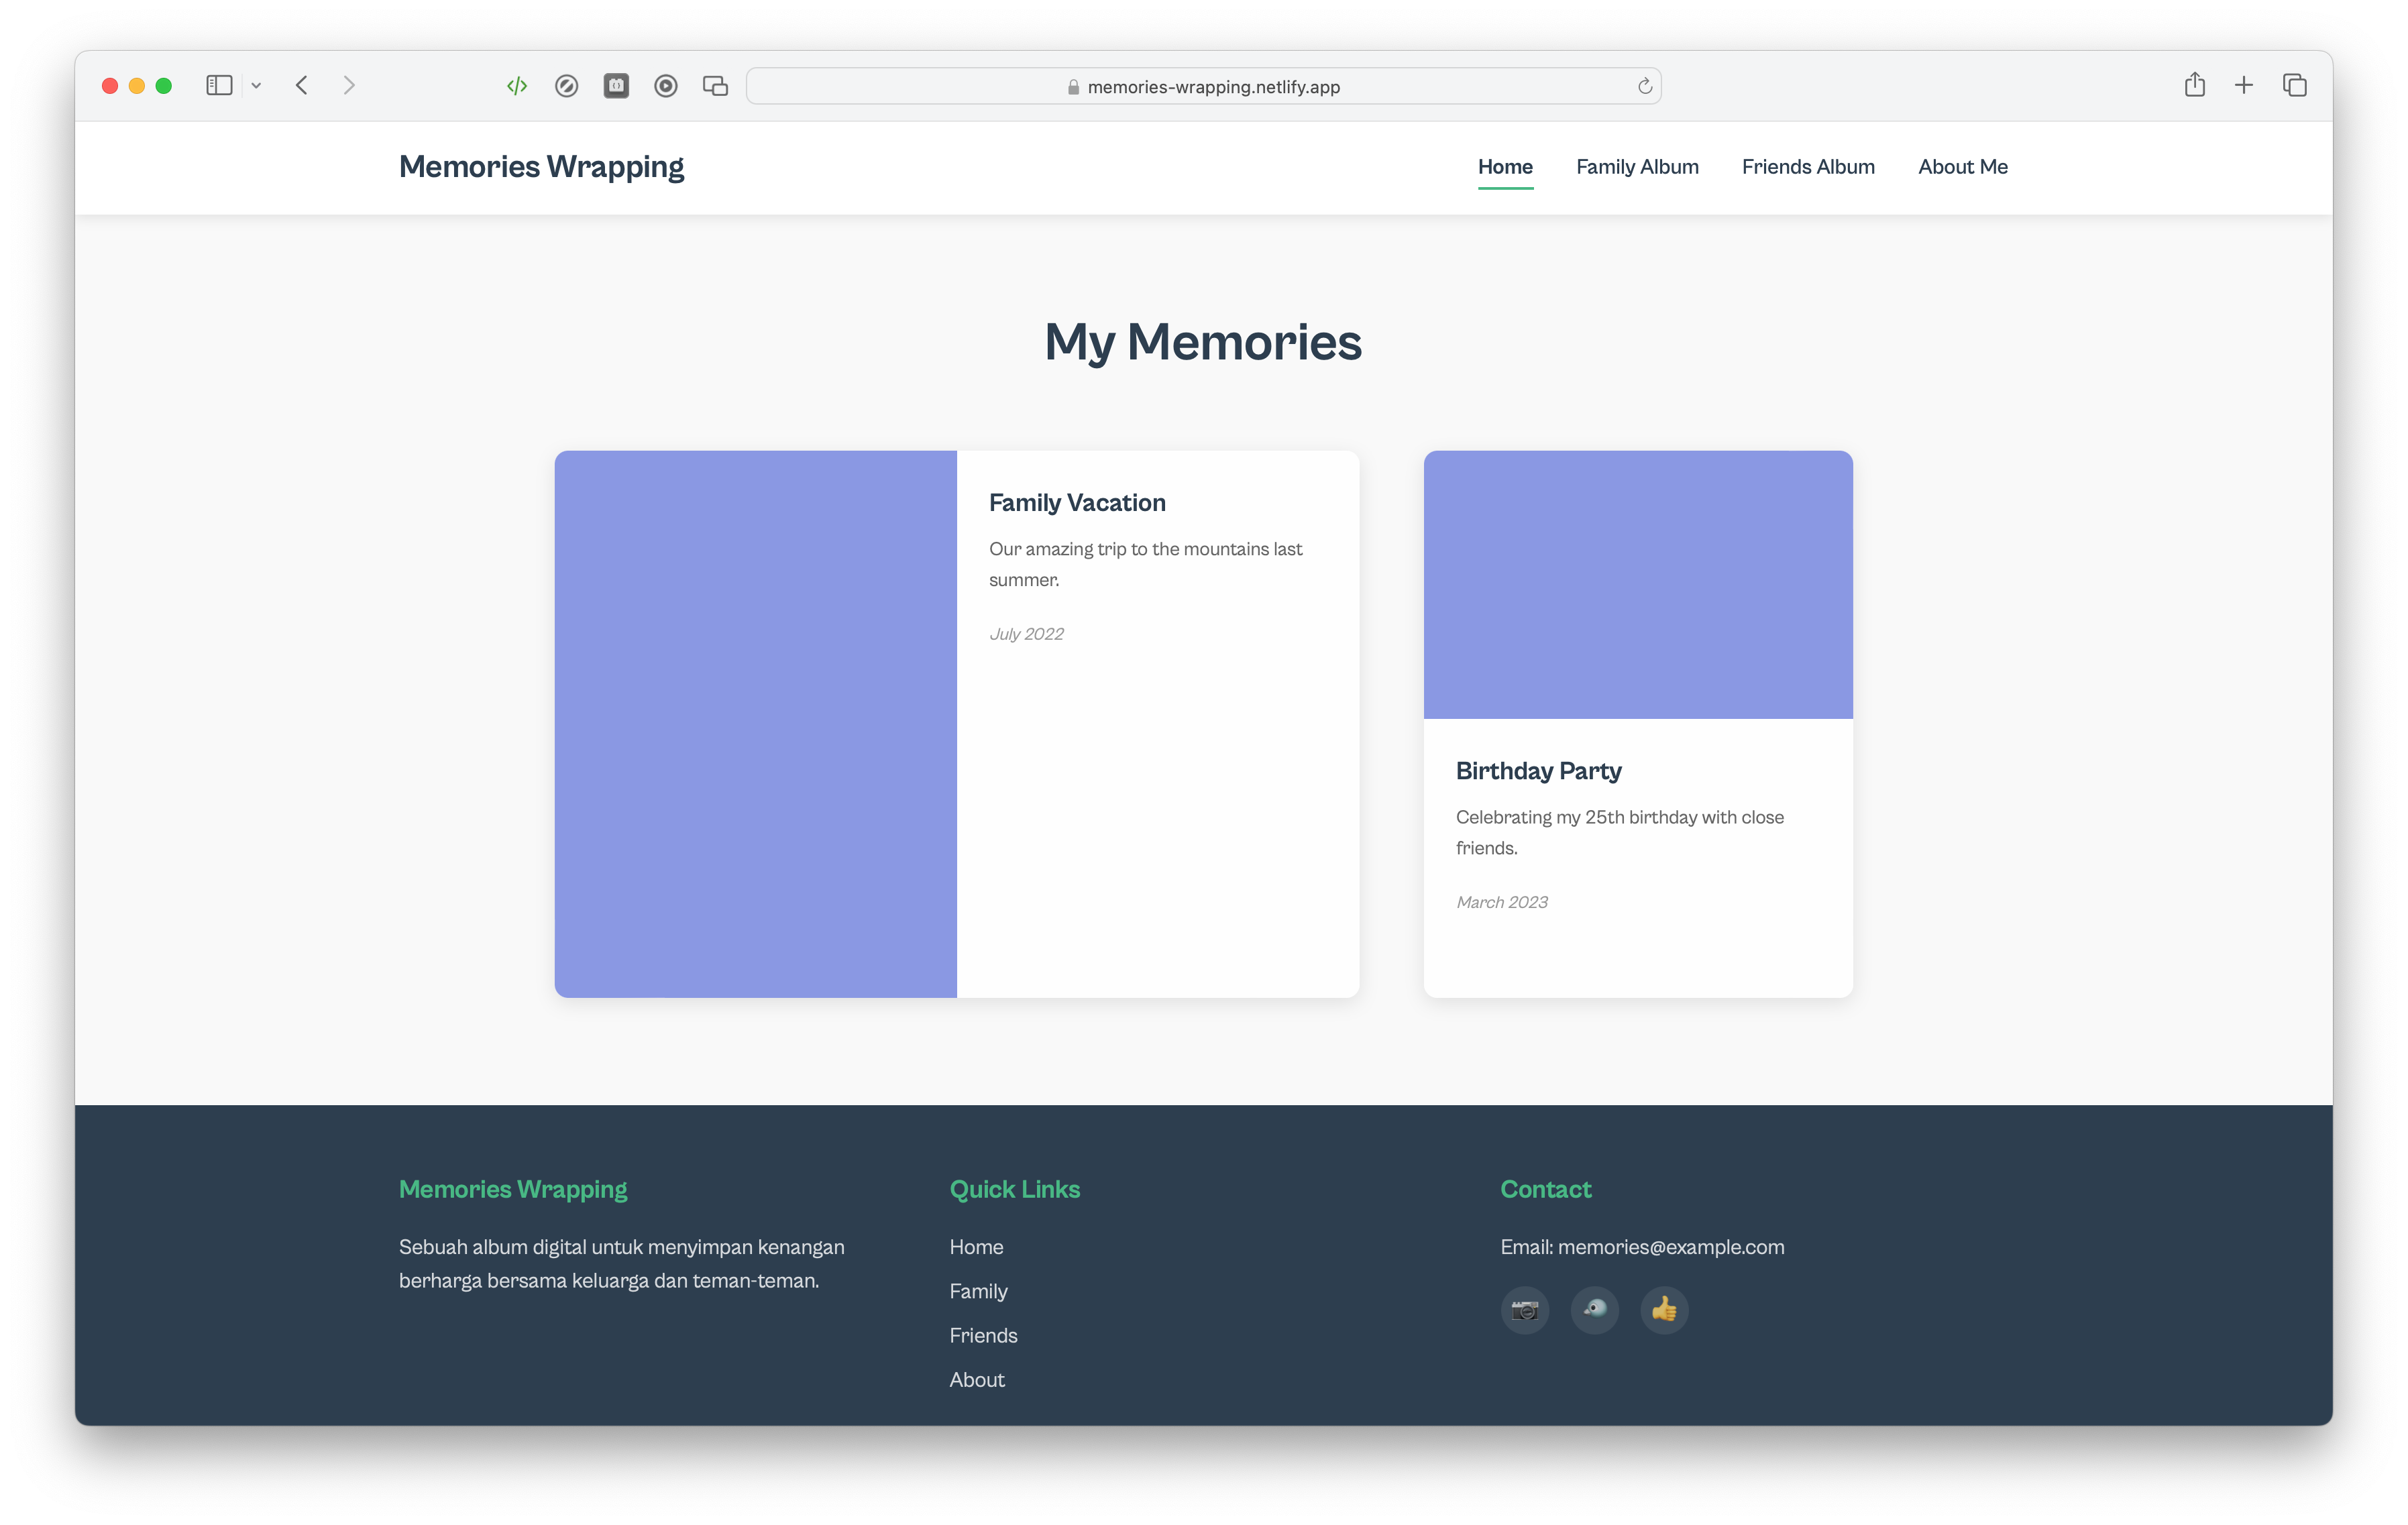 memories-wrapping.netlify.app
Memories Wrapping
Home
Family Album
Friends Album
About Me
My Memories
Family Vacation
Our amazing trip to the mountains last
summer.
July 2022
Birthday Party
Celebrating my 25th birthday with close
friends.
March 2023
Memories Wrapping
Sebuah album digital untuk menyimpan kenangan
berharga bersama keluarga dan teman-teman.
Quick Links
Home
Family
Friends
About
Contact
Email: memories@example.com